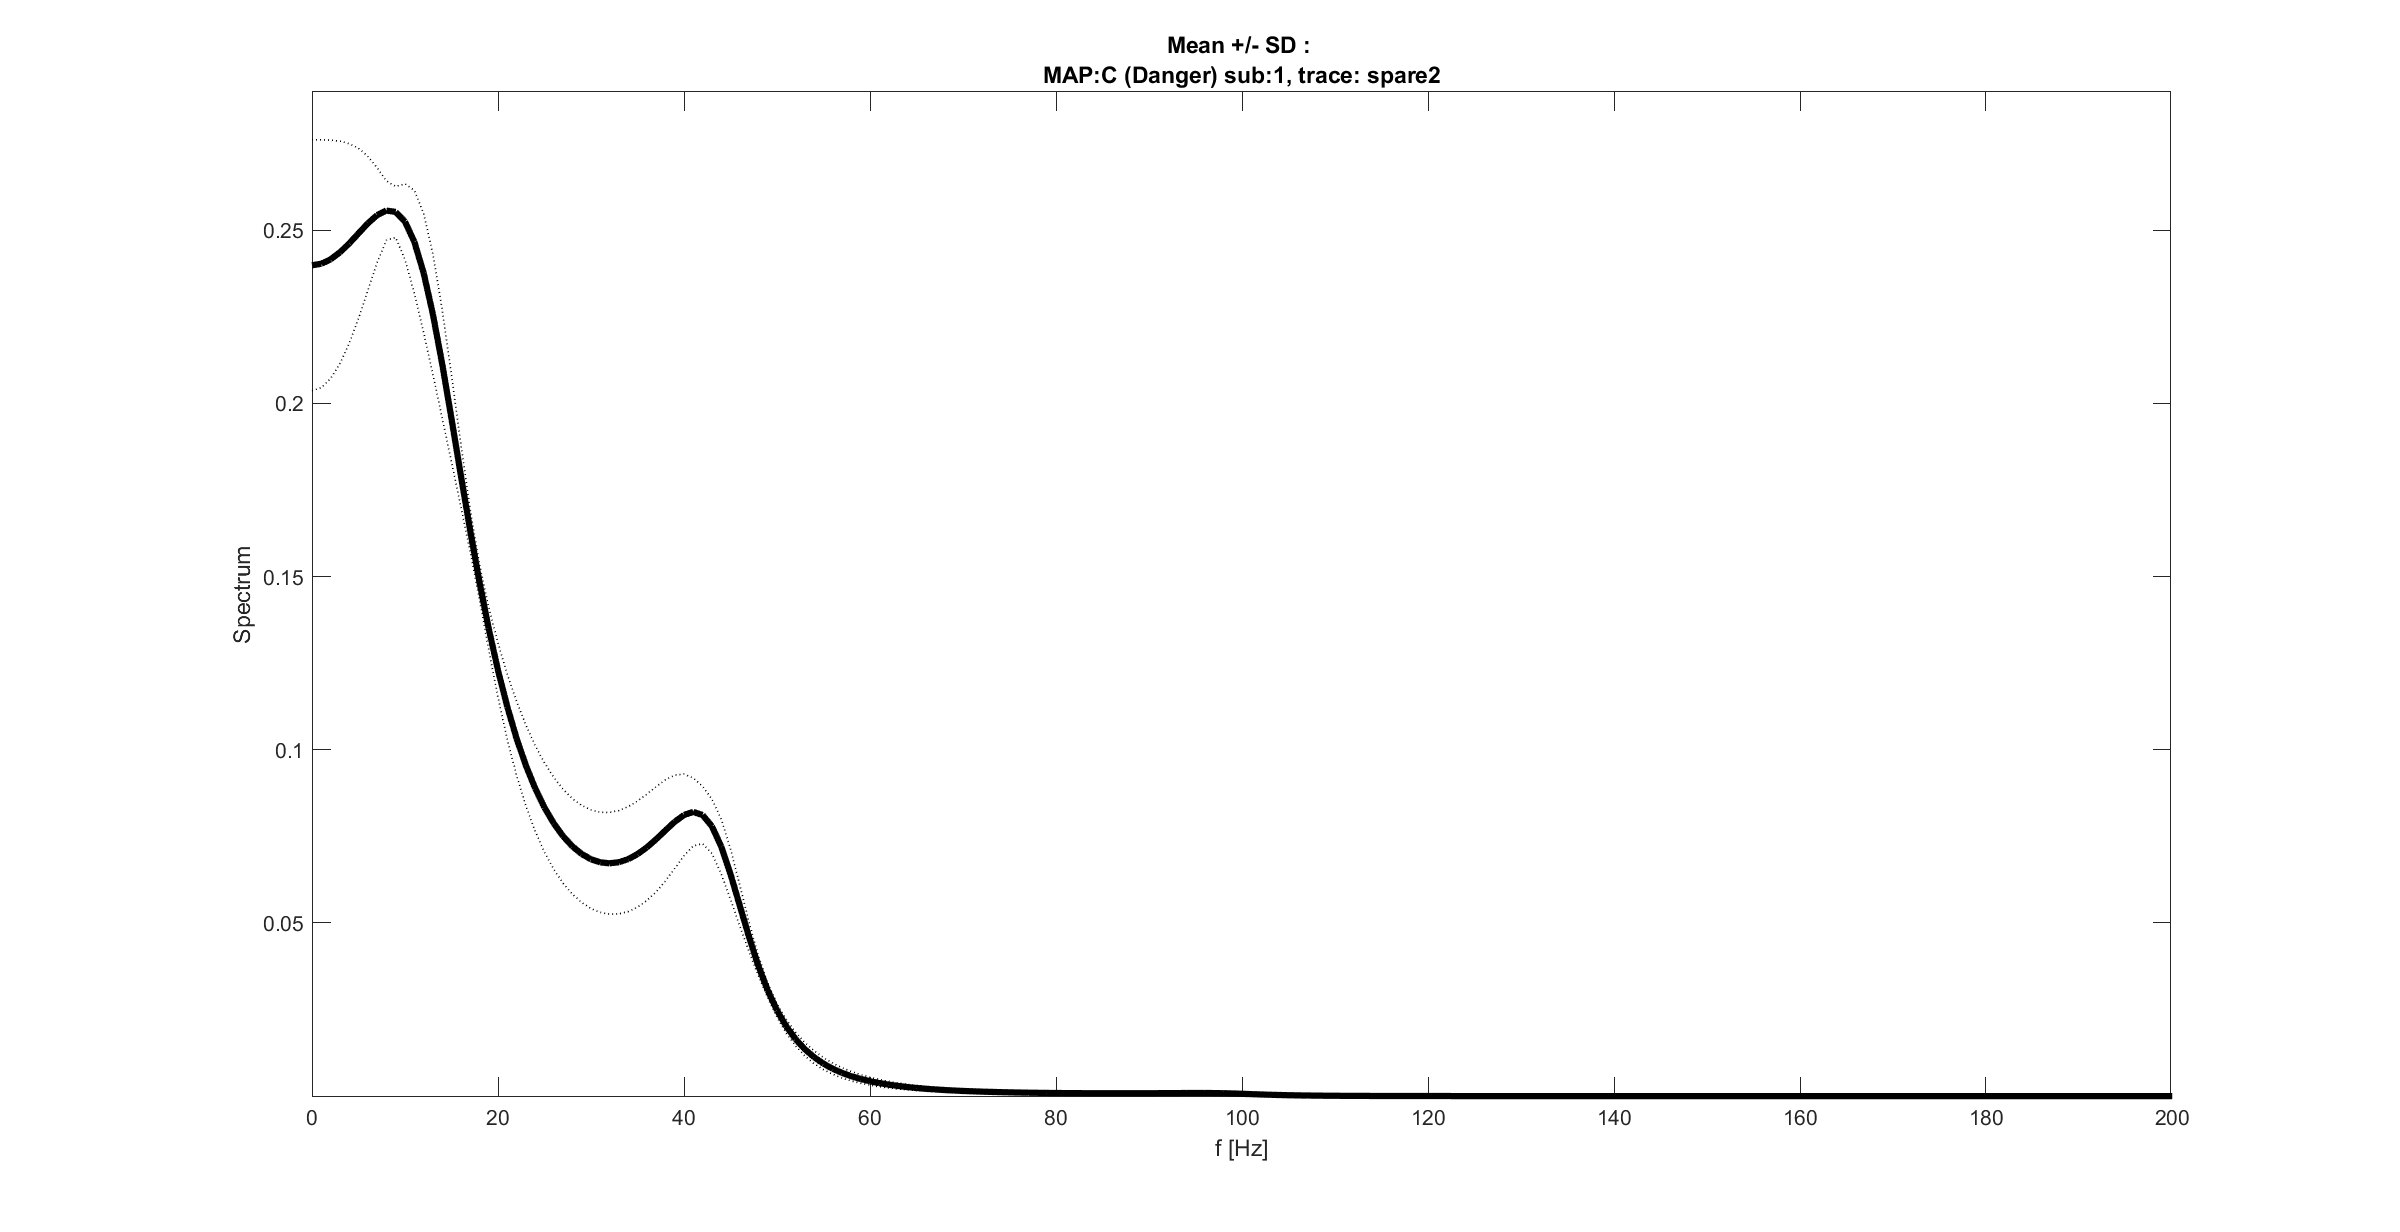 Mean +/- SD :
MAP:C (Danger) sub:1, trace: spare2
0.25
0.2
0.15
0.1
0.05
Spectrum
0 20 40 60 80 100 120 140 160 180 200
f [Hz]